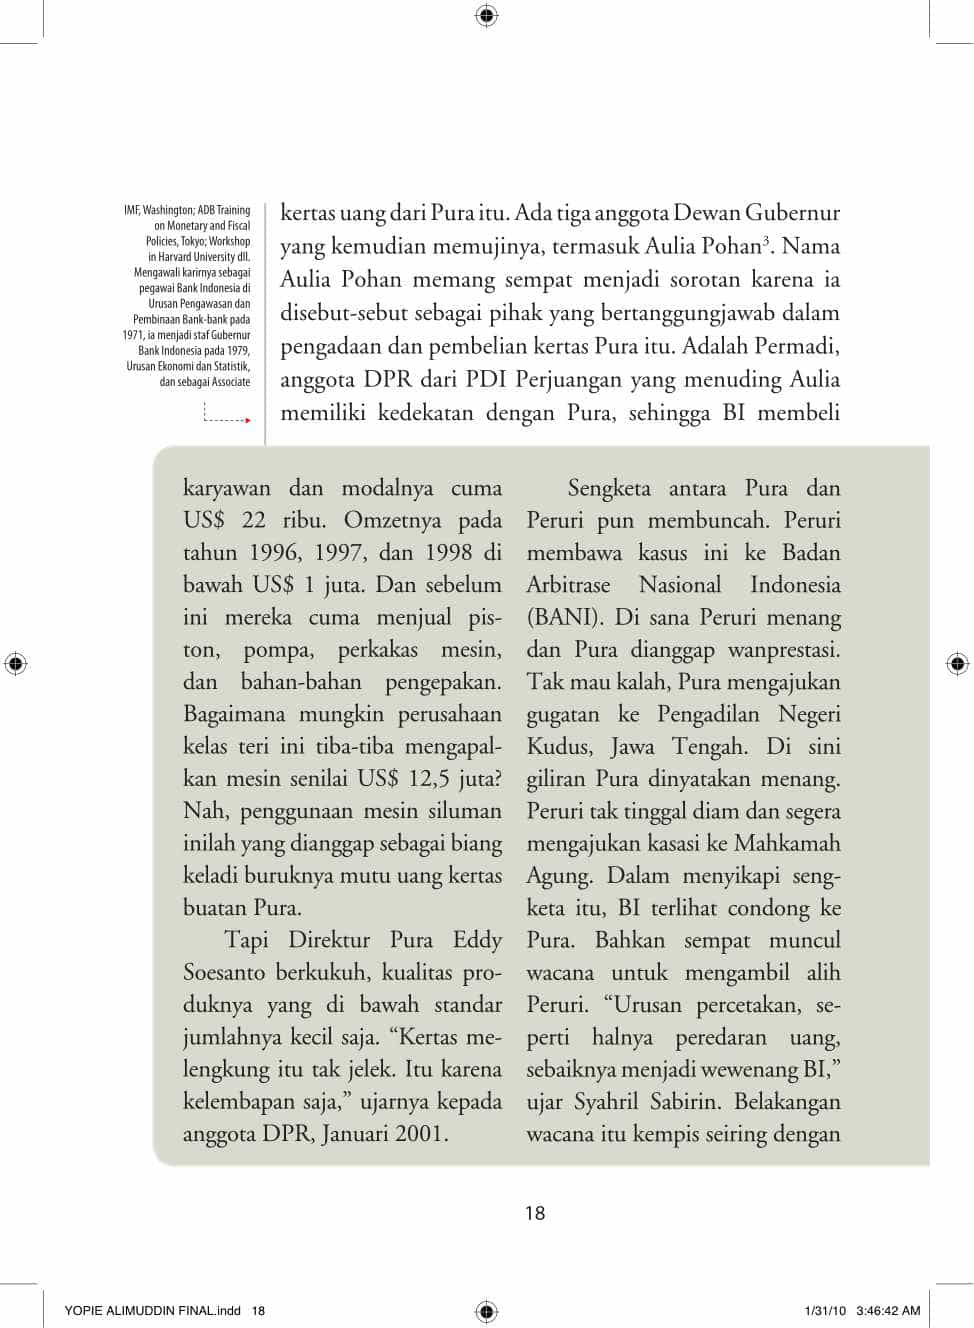 IMF, Washington; ADB Training
on Monetary and Fiscal
Policies, Tokyo; Workshop
in Harvard University dll.
Mengawali karirnya sebagai
pegawai Bank Indonesia di
Urusan Pengawasan dan
Pembinaan Bank-bank pada
1971, ia menjadi staf Gubernur
Bank Indonesia pada 1979,
Urusan Ekonomi dan Statistik,
dan sebagai Associate
kertas uang dari Pura itu. Ada tiga anggota Dewan Gubernur
yang kemudian memujinya, termasuk Aulia Pohan³. Nama
Aulia Pohan memang sempat menjadi sorotan karena ia
disebut-sebut sebagai pihak yang bertanggungjawab dalam
pengadaan dan pembelian kertas Pura itu. Adalah Permadi,
anggota DPR dari PDI Perjuangan yang menuding Aulia
memiliki kedekatan dengan Pura, sehingga BI membeli
karyawan dan modalnya cuma
US$ 22 ribu. Omzetnya pada
tahun 1996, 1997, dan 1998 di
bawah US$ 1 juta. Dan sebelum
ini mereka cuma menjual pis-
ton, pompa, perkakas mesin,
dan bahan-bahan pengepakan.
Bagaimana mungkin perusahaan
kelas teri ini tiba-tiba mengapal-
kan mesin senilai US$ 12,5 juta?
Nah, penggunaan mesin siluman
inilah yang dianggap sebagai biang
keladi buruknya mutu uang kertas
buatan Pura.
Tapi Direktur Pura Eddy
Soesanto berkukuh, kualitas pro-
duknya yang di bawah standar
jumlahnya kecil saja. “Kertas me-
lengkung itu tak jelek. Itu karena
kelembapan saja,” ujarnya kepada
anggota DPR, Januari 2001.
Sengketa antara Pura dan
Peruri pun membuncah. Peruri
membawa kasus ini ke Badan
Arbitrase Nasional Indonesia
(BANI). Di sana Peruri menang
dan Pura dianggap wanprestasi.
Tak mau kalah, Pura mengajukan
gugatan ke Pengadilan Negeri
Kudus, Jawa Tengah. Di sini
giliran Pura dinyatakan menang.
Peruri tak tinggal diam dan segera
mengajukan kasasi ke Mahkamah
Agung. Dalam menyikapi seng-
keta itu, BI terlihat condong ke
Pura. Bahkan sempat muncul
wacana untuk mengambil alih
Peruri. “Urusan percetakan, se-
perti halnya peredaran uang,
sebaiknya menjadi wewenang BI,”
ujar Syahril Sabirin. Belakangan
wacana itu kempis seiring dengan
18
YOPIE ALIMUDDIN FINAL.indd 18
1/31/10 3:46:42 AM